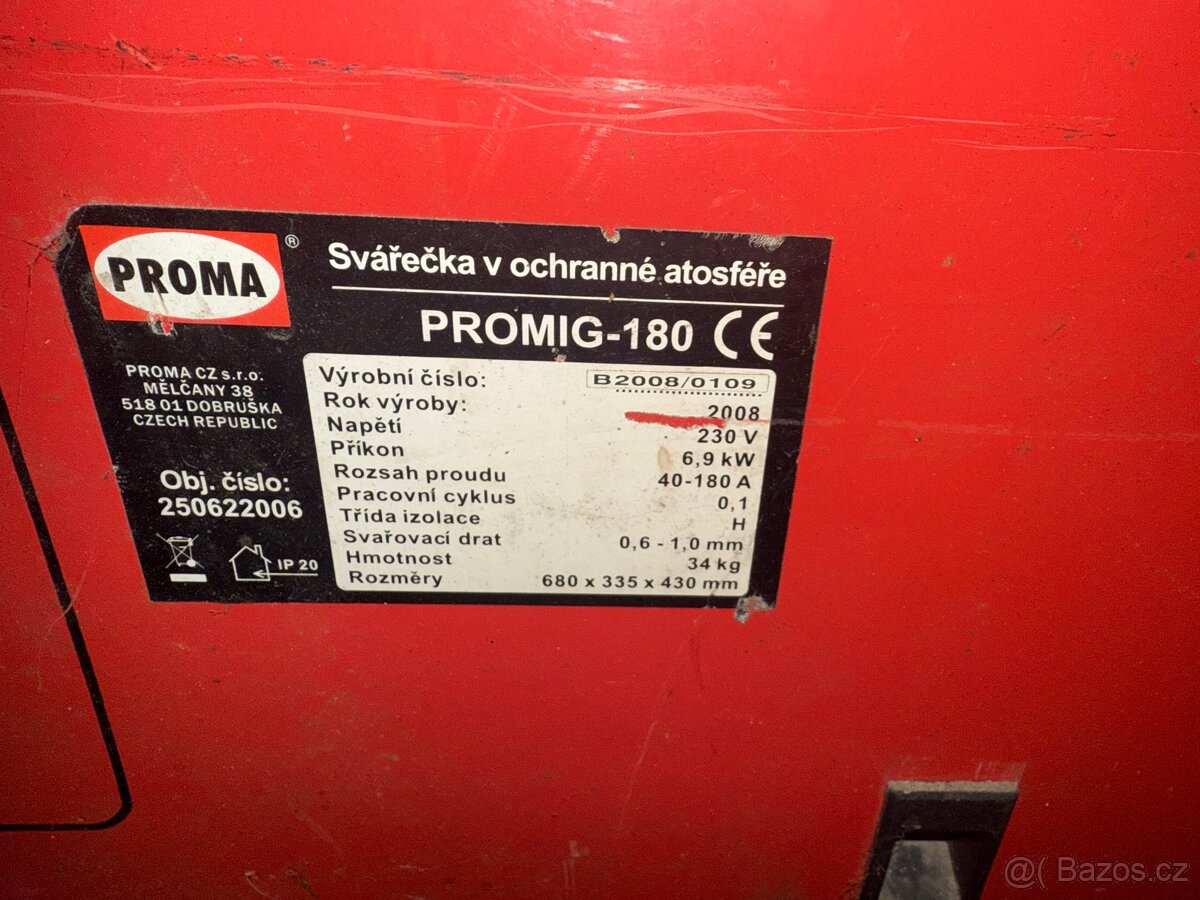 PROMA ®
Svářečka v ochranné atosféře
PROMIG-180 CE
PROMA CZ s.r.o.
MĚLČANY 38
518 01 DOBRUŠKA
CZECH REPUBLIC
Obj. číslo:
250622006
IP 20
Výrobní číslo: B2008/0109
Rok výroby: 2008
Napětí 230 V
Příkon 6,9 kW
Rozsah proudu 40-180 A
Pracovní cyklus 0,1
Třída izolace H
Svařovací drat 0,6 - 1,0 mm
Hmotnost 34 kg
Rozměry 680 x 335 x 430 mm
@( Bazos.cz